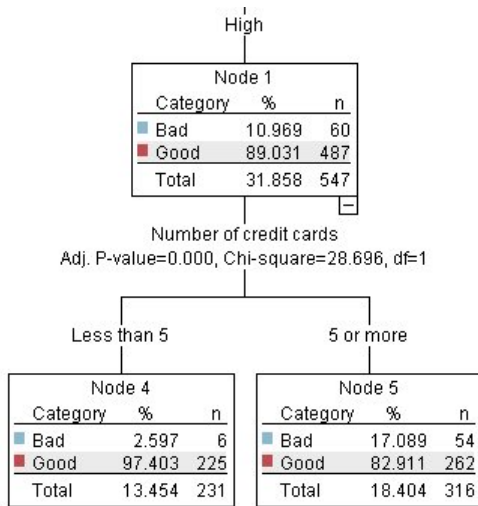 High
Node 1
Category % n
Bad 10.969 60
Good 89.031 487
Total 31.858 547
Number of credit cards
Adj. P-value=0.000, Chi-square=28.696, df=1
Less than 5 5 or more
Node 4
Category % n
Bad 2.597 6
Good 97.403 225
Total 13.454 231
Node 5
Category % n
Bad 17.089 54
Good 82.911 262
Total 18.404 316